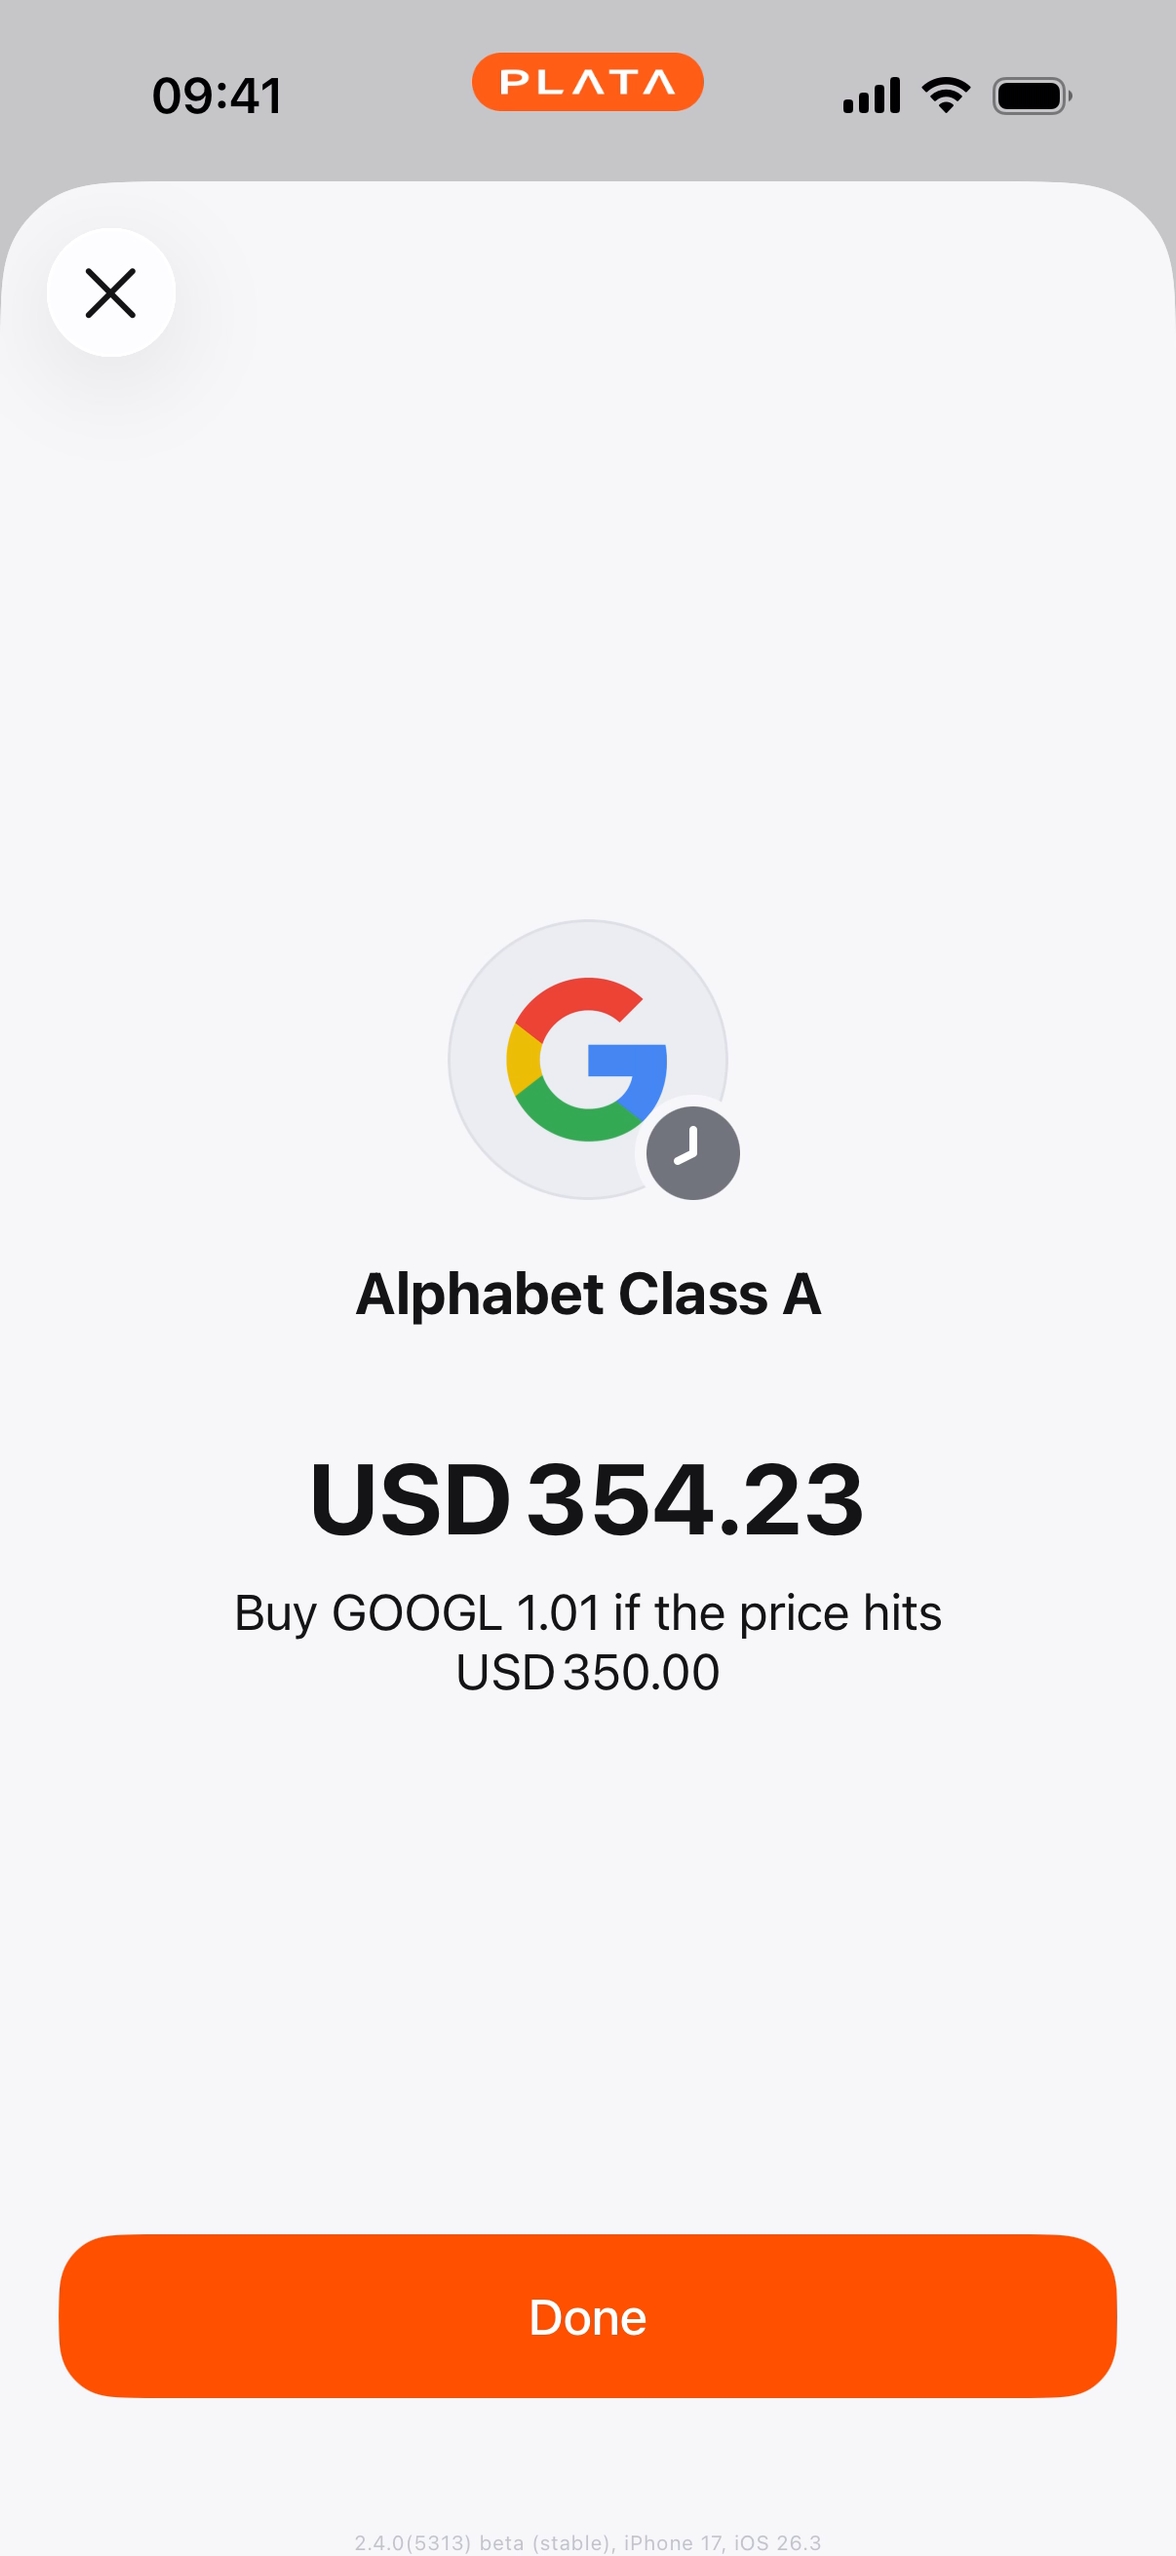 09:41
PLATA
Alphabet Class A
USD 354.23
Buy GOOGL 1.01 if the price hits
USD 350.00
Done
2.4.0(5313) beta (stable), iPhone 17, iOS 26.3